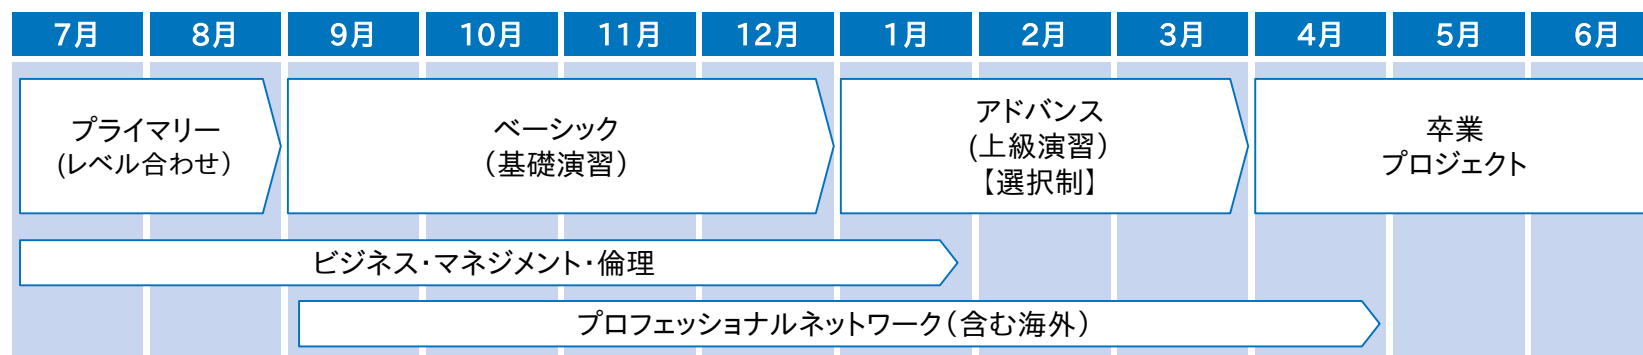 7月 8月 9月 10月 11月 12月 1月 2月 3月 4月 5月 6月
プライマリー
(レベル合わせ）
ベーシック
（基礎演習）
アドバンス
(上級演習）
【選択制】
卒業
プロジェクト
ビジネス・マネジメント・倫理
プロフェッショナルネットワーク（含む海外）